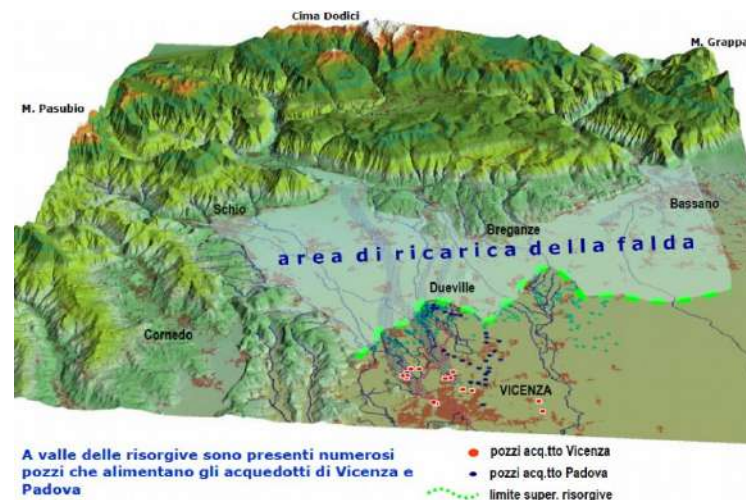 Cima Dodici
M. Grappa
M. Pasubio
Schio
Bassano
Breganze
area di ricarica della falda
Dueville
Cornedo
VICENZA
A valle delle risorgive sono presenti numerosi
pozzi che alimentano gli acquedotti di Vicenza e
Padova
pozzi acq.tto Vicenza
pozzi acq.tto Padova
limite super. risorgive